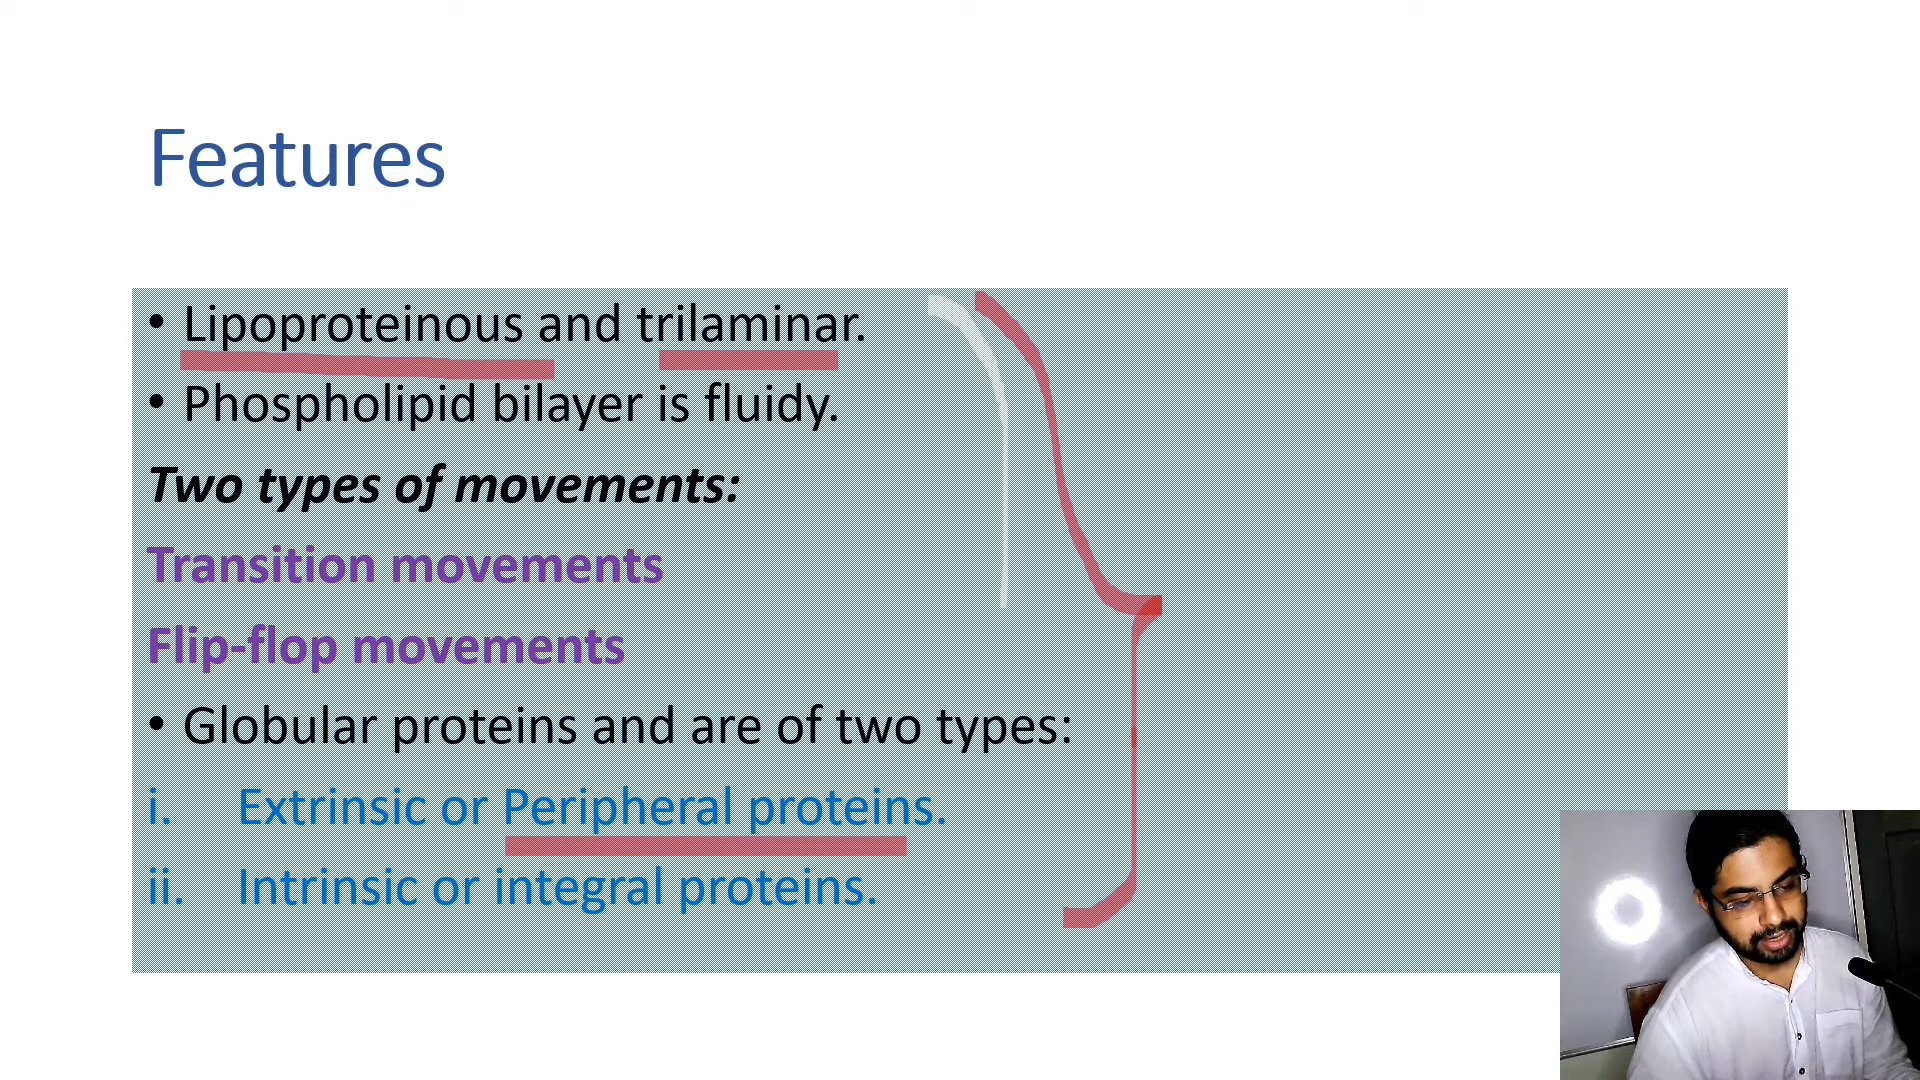 Features
• Lipoproteinous and trilaminar.
• Phospholipid bilayer is fluidy.
Two types of movements:
Transition movements
Flip-flop movements
• Globular proteins and are of two types:
i. Extrinsic or Peripheral proteins.
ii. Intrinsic or integral proteins.